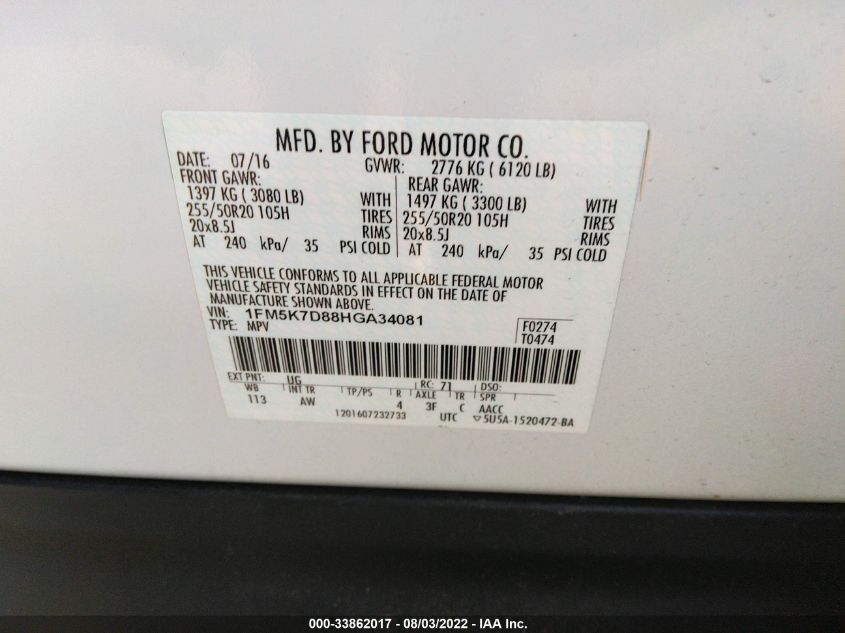 MFD. BY FORD MOTOR CO.
DATE: 07/16 GVWR: 2776 KG ( 6120 LB)
FRONT GAWR: REAR GAWR:
1397 KG ( 3080 LB) WITH 1497 KG ( 3300 LB) WITH
255/50R20 105H TIRES 255/50R20 105H TIRES
20x8.5J RIMS 20x8.5J RIMS
AT 240 kPa/ 35 PSI COLD AT 240 kPa/ 35 PSI COLD
THIS VEHICLE CONFORMS TO ALL APPLICABLE FEDERAL MOTOR
VEHICLE SAFETY STANDARDS IN EFFECT ON THE DATE OF
MANUFACTURE SHOWN ABOVE.
VIN: 1FM5K7D88HGA34081 F0274
TYPE: MPV T0474
EXT PNT: UG RC: 71 DSO:
WB INT TR TP/PS R AXLE TR SPR
113 AW 4 3F C AACC
1201607232733 UTC ▽5U5A-1520472-BA
000-33862017 - 08/03/2022 - IAA Inc.